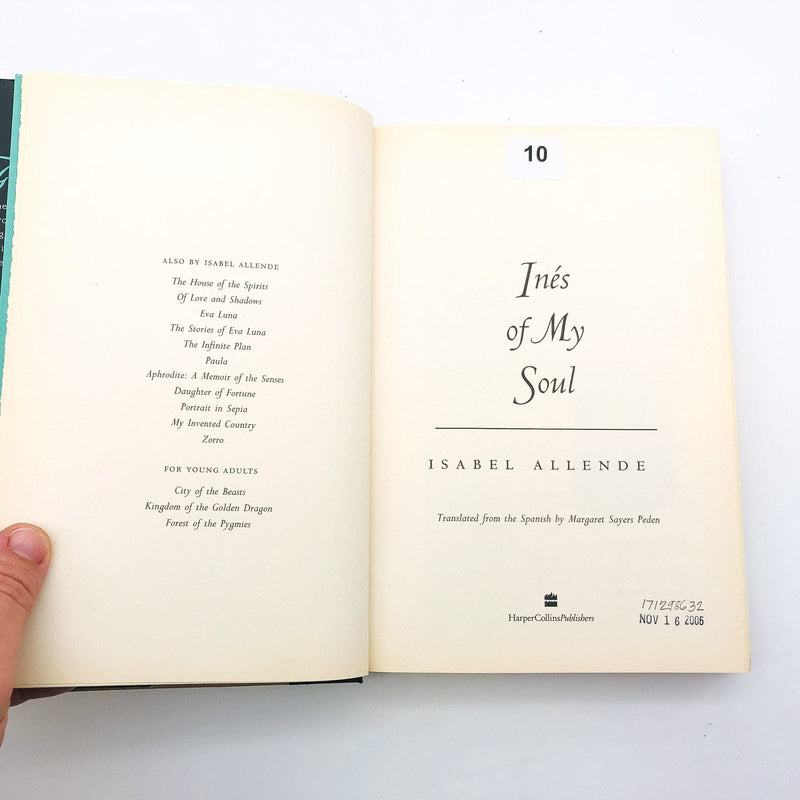 ALSO BY ISABEL ALLENDE
The House of the Spirits
Of Love and Shadows
Eva Luna
The Stories of Eva Luna
The Infinite Plan
Paula
Aphrodite: A Memoir of the Senses
Daughter of Fortune
Portrait in Sepia
My Invented Country
Zorro
FOR YOUNG ADULTS
City of the Beasts
Kingdom of the Golden Dragon
Forest of the Pygmies
10
Inés
of My
Soul
ISABEL ALLENDE
Translated from the Spanish by Margaret Sayers Peden
HarperCollinsPublishers
171298632
NOV 16 2006